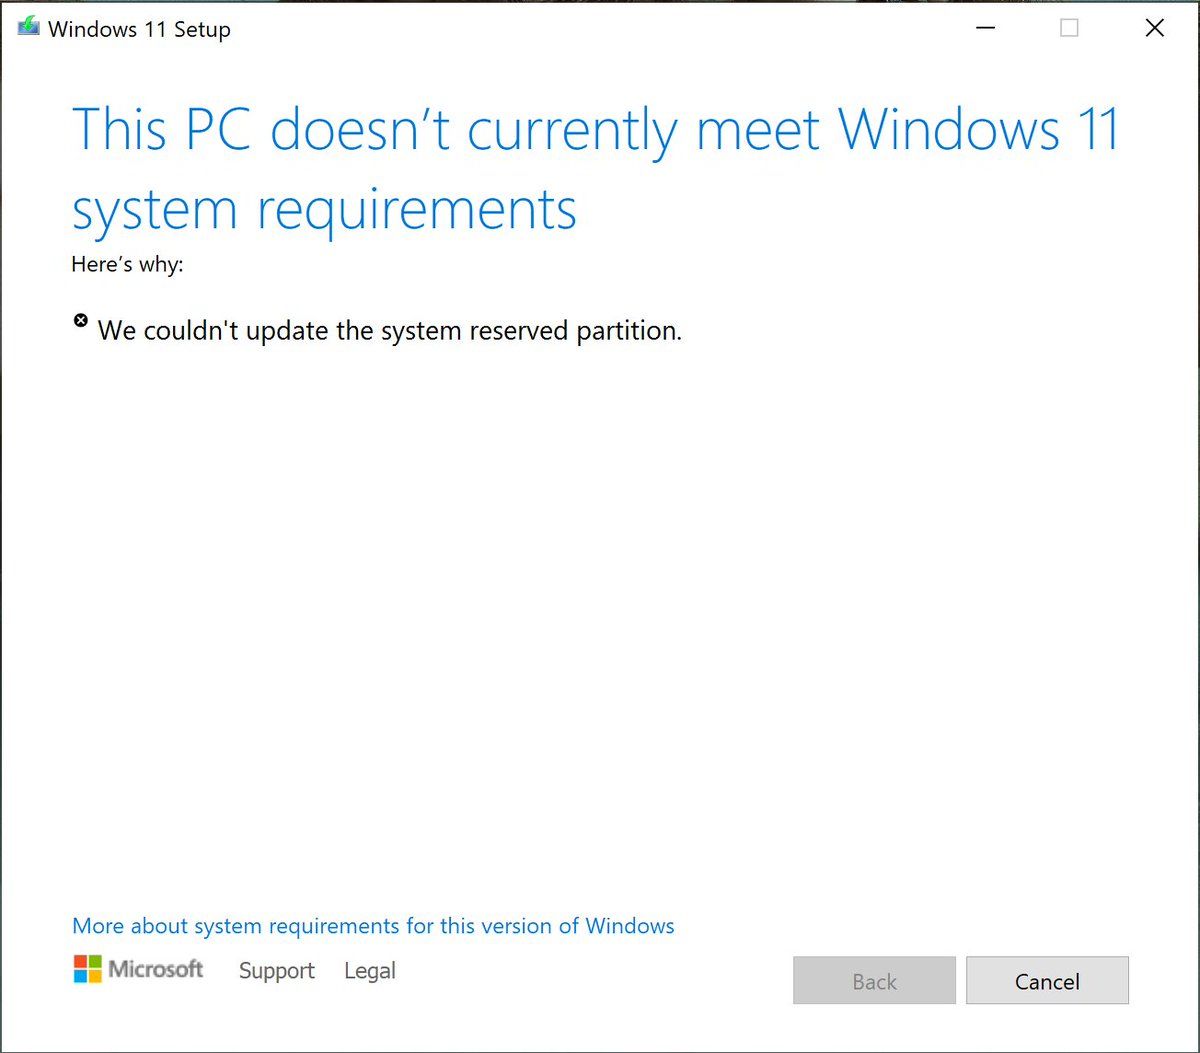 Windows 11 Setup
This PC doesn’t currently meet Windows 11
system requirements
Here’s why:
We couldn't update the system reserved partition.
More about system requirements for this version of Windows
Microsoft Support Legal
Back Cancel